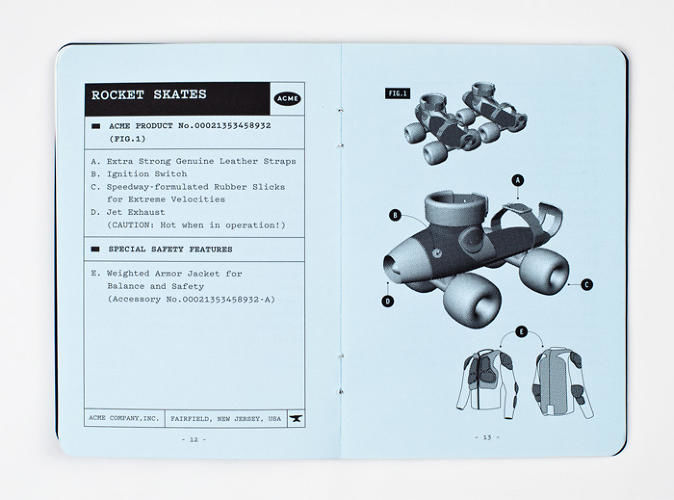 ROCKET SKATES
ACME
ACME PRODUCT No.00021353458932
(FIG.1)
A. Extra Strong Genuine Leather Straps
B. Ignition Switch
C. Speedway-formulated Rubber Slicks
for Extreme Velocities
D. Jet Exhaust
(CAUTION: Hot when in operation!)
SPECIAL SAFETY FEATURES
E. Weighted Armor Jacket for
Balance and Safety
(Accessory No.00021353458932-A)
ACME COMPANY,INC.
FAIRFIELD, NEW JERSEY, USA
- 12 -
FIG.1
A
B
C
D
E
- 13 -